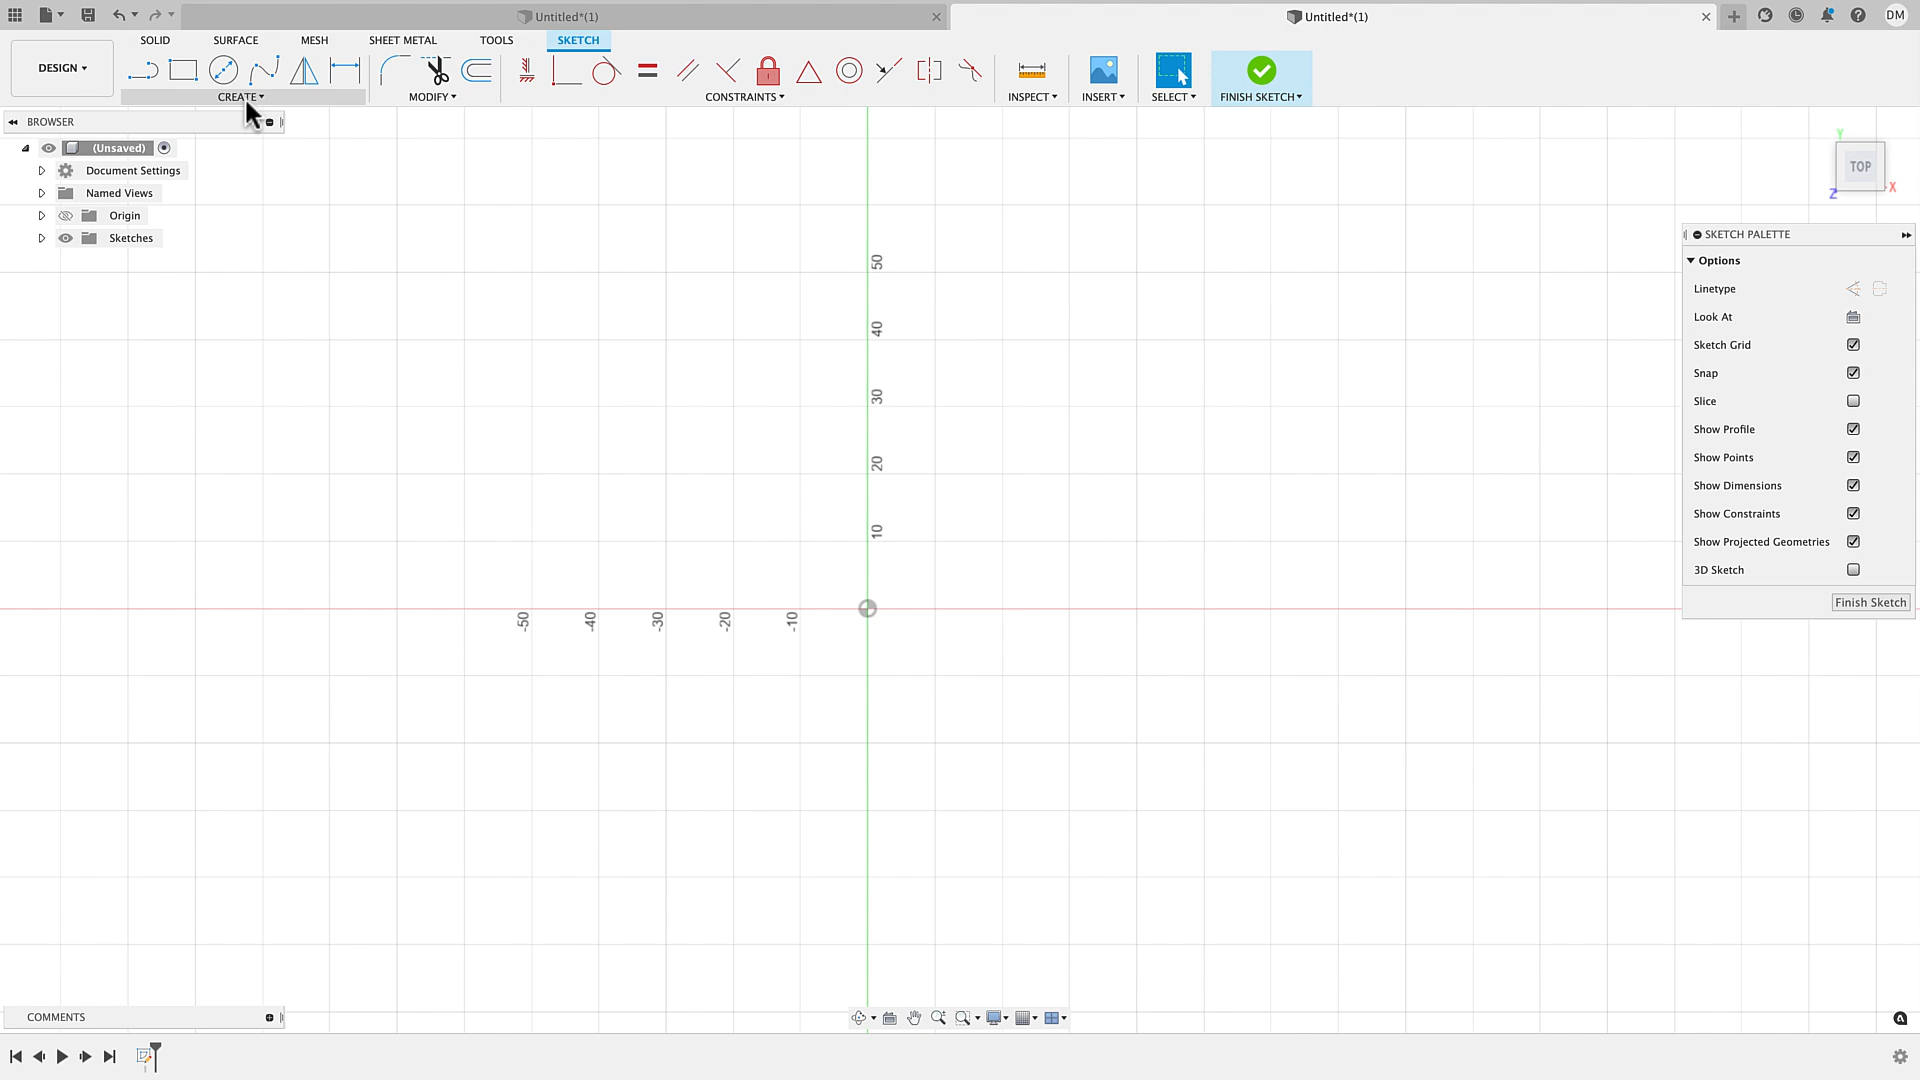 Untitled*(1)
Untitled*(1)
DM
DESIGN
SOLID
SURFACE
MESH
SHEET METAL
TOOLS
SKETCH
CREATE
MODIFY
CONSTRAINTS
INSPECT
INSERT
SELECT
FINISH SKETCH
BROWSER
(Unsaved)
Document Settings
Named Views
Origin
Sketches
Y
TOP
X
Z
SKETCH PALETTE
Options
Linetype
Look At
Sketch Grid
Snap
Slice
Show Profile
Show Points
Show Dimensions
Show Constraints
Show Projected Geometries
3D Sketch
Finish Sketch
50
40
30
20
10
-50
-40
-30
-20
-10
COMMENTS